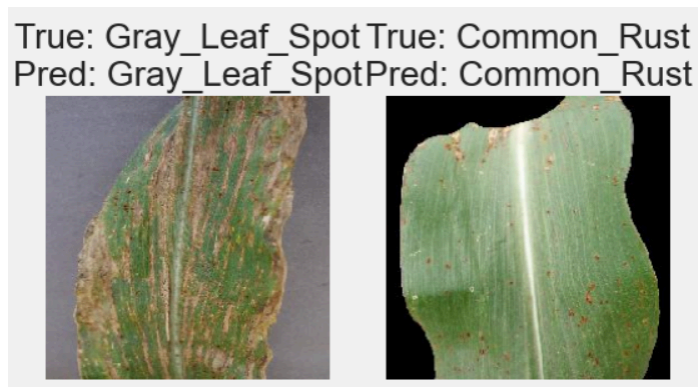 True: Gray_Leaf_Spot
Pred: Gray_Leaf_Spot
True: Common_Rust
Pred: Common_Rust